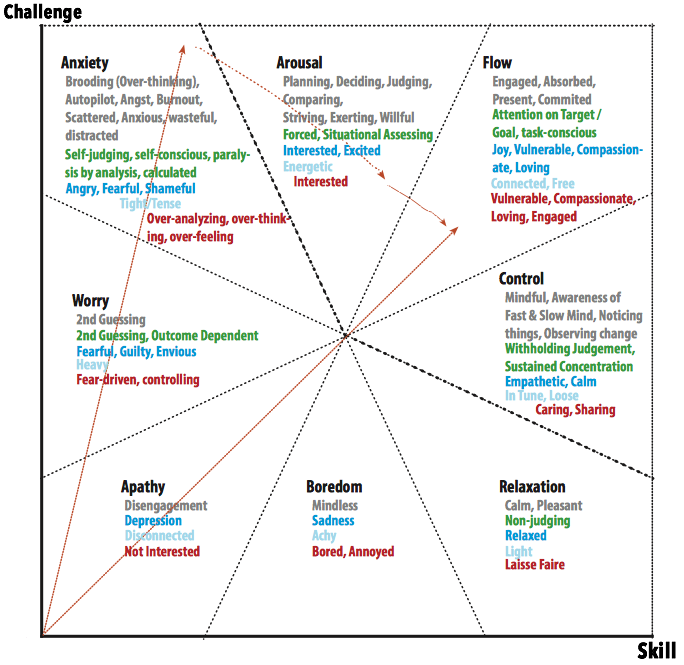 Challenge
Anxiety
Brooding (Over-thinking),
Autopilot, Angst, Burnout,
Scattered, Anxious, wasteful,
distracted
Self-judging, self-conscious, paraly-
sis by analysis, calculated
Angry, Fearful, Shameful
Tight/Tense
Over-analyzing, over-think-
ing, over-feeling
Arousal
Planning, Deciding, Judging,
Comparing,
Striving, Exerting, Willful
Forced, Situational Assessing
Interested, Excited
Energetic
Interested
Flow
Engaged, Absorbed,
Present, Commited
Attention on Target /
Goal, task-conscious
Joy, Vulnerable, Compassion-
ate, Loving
Connected, Free
Vulnerable, Compassionate,
Loving, Engaged
Worry
2nd Guessing
2nd Guessing, Outcome Dependent
Fearful, Guilty, Envious
Heavy
Fear-driven, controlling
Control
Mindful, Awareness of
Fast & Slow Mind, Noticing
things, Observing change
Withholding Judgement,
Sustained Concentration
Empathetic, Calm
In Tune, Loose
Caring, Sharing
Apathy
Disengagement
Depression
Disconnected
Not Interested
Boredom
Mindless
Sadness
Achy
Bored, Annoyed
Relaxation
Calm, Pleasant
Non-judging
Relaxed
Light
Laisse Faire
Skill